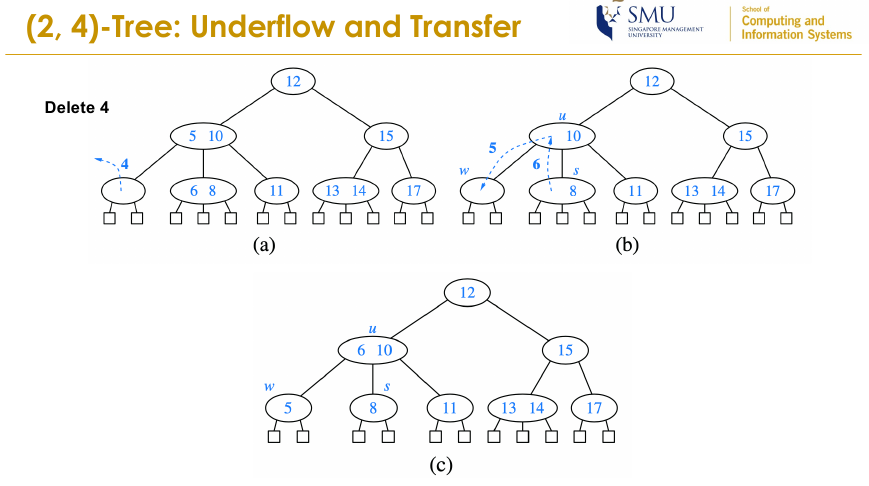 (2, 4)-Tree: Underflow and Transfer
SMU
SINGAPORE MANAGEMENT
UNIVERSITY
School of
Computing and
Information Systems
Delete 4
12
5 10
15
4
6 8
11
13 14
17
(a)
12
u
10
15
5
6
w
s
8
11
13 14
17
(b)
12
u
6 10
15
w
s
5
8
11
13 14
17
(c)